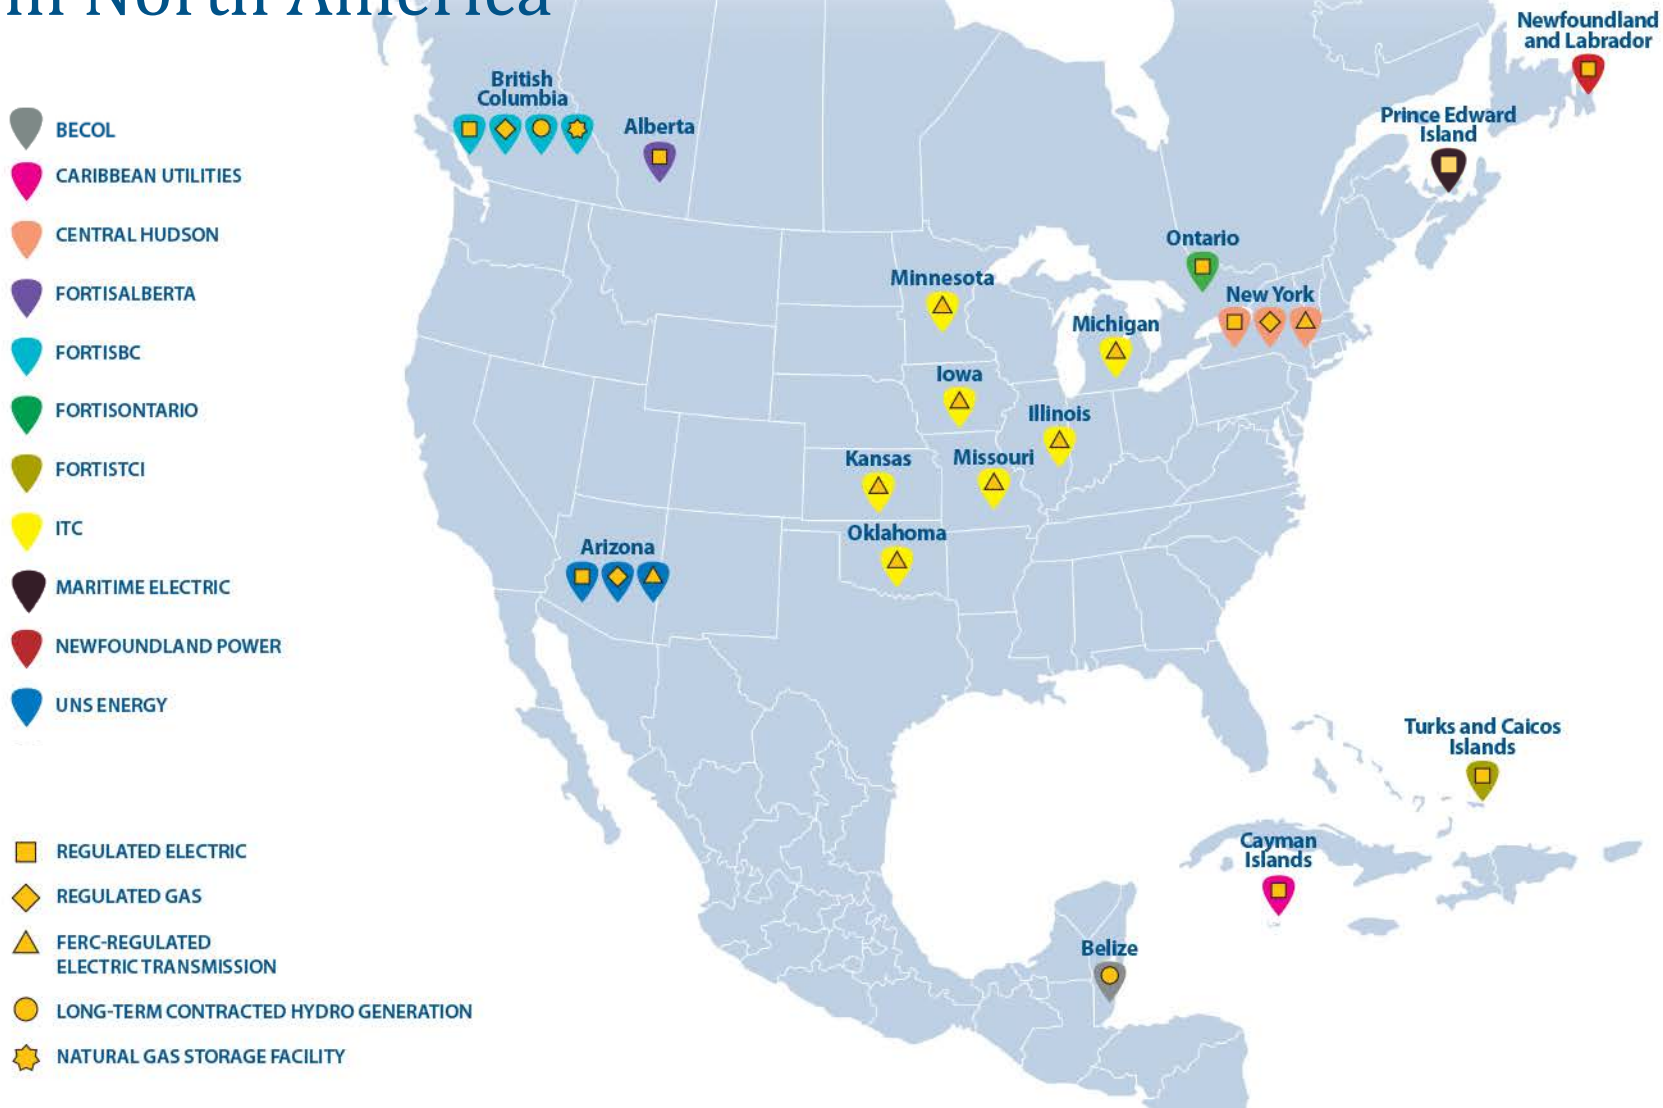 in North America
BECOL
CARIBBEAN UTILITIES
CENTRAL HUDSON
FORTISALBERTA
FORTISBC
FORTISONTARIO
FORTISTCI
ITC
MARITIME ELECTRIC
NEWFOUNDLAND POWER
UNS ENERGY
REGULATED ELECTRIC
REGULATED GAS
FERC-REGULATED
ELECTRIC TRANSMISSION
LONG-TERM CONTRACTED HYDRO GENERATION
NATURAL GAS STORAGE FACILITY
British
Columbia
Alberta
Newfoundland
and Labrador
Prince Edward
Island
Ontario
New York
Minnesota
Michigan
Iowa
Illinois
Kansas
Missouri
Oklahoma
Arizona
Turks and Caicos
Islands
Cayman
Islands
Belize